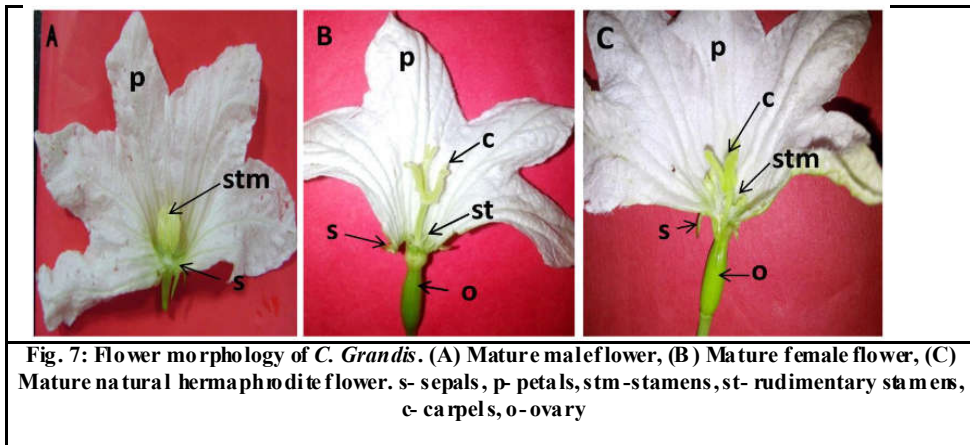 A
p
stm
s
B
p
c
st
s
o
C
p
c
stm
s
o
Fig. 7: Flower morphology of C. Grandis. (A) Mature male flower, (B) Mature female flower, (C)
Mature natural hermaphrodite flower. s- sepals, p- petals, stm-stamens, st- rudimentary stamens,
c- carpels, o-ovary